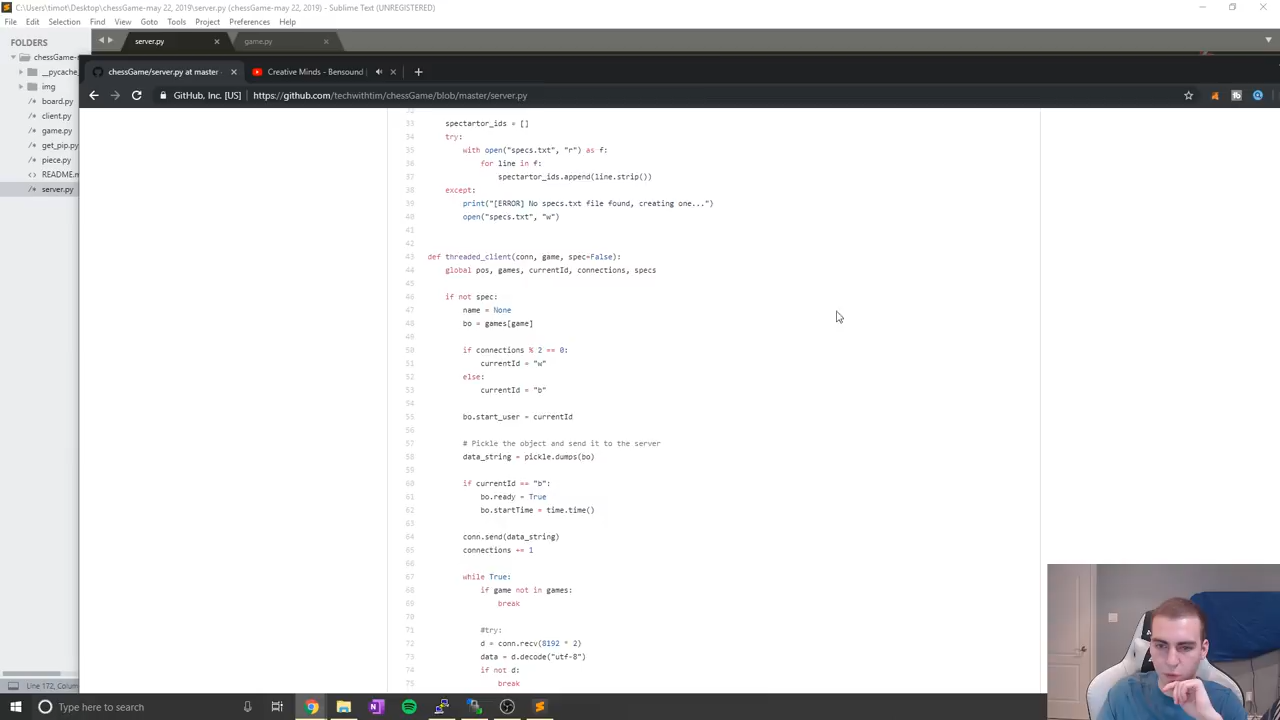 C:\Users\timot\Desktop\chessGame-may 22, 2019\server.py (chessGame-may 22, 2019) - Sublime Text (UNREGISTERED)
File Edit Selection Find View Goto Tools Project Preferences Help
FOLDERS
server.py
game.py
chessGame-
__pycache
img
board.py
client.py
game.py
get_pip.py
piece.py
README.m
server.py
Line 172, Colum
chessGame/server.py at master
Creative Minds - Bensound
GitHub, Inc. [US]
https://github.com/techwithtim/chessGame/blob/master/server.py
33 spectartor_ids = []
34 try:
35 with open("specs.txt", "r") as f:
36 for line in f:
37 spectartor_ids.append(line.strip())
38 except:
39 print("[ERROR] No specs.txt file found, creating one...")
40 open("specs.txt", "w")
41
42
43 def threaded_client(conn, game, spec=False):
44 global pos, games, currentId, connections, specs
45
46 if not spec:
47 name = None
48 bo = games[game]
49
50 if connections % 2 == 0:
51 currentId = "w"
52 else:
53 currentId = "b"
54
55 bo.start_user = currentId
56
57 # Pickle the object and send it to the server
58 data_string = pickle.dumps(bo)
59
60 if currentId == "b":
61 bo.ready = True
62 bo.startTime = time.time()
63
64 conn.send(data_string)
65 connections += 1
66
67 while True:
68 if game not in games:
69 break
70
71 #try:
72 d = conn.recv(8192 * 2)
73 data = d.decode("utf-8")
74 if not d:
75 break
Type here to search